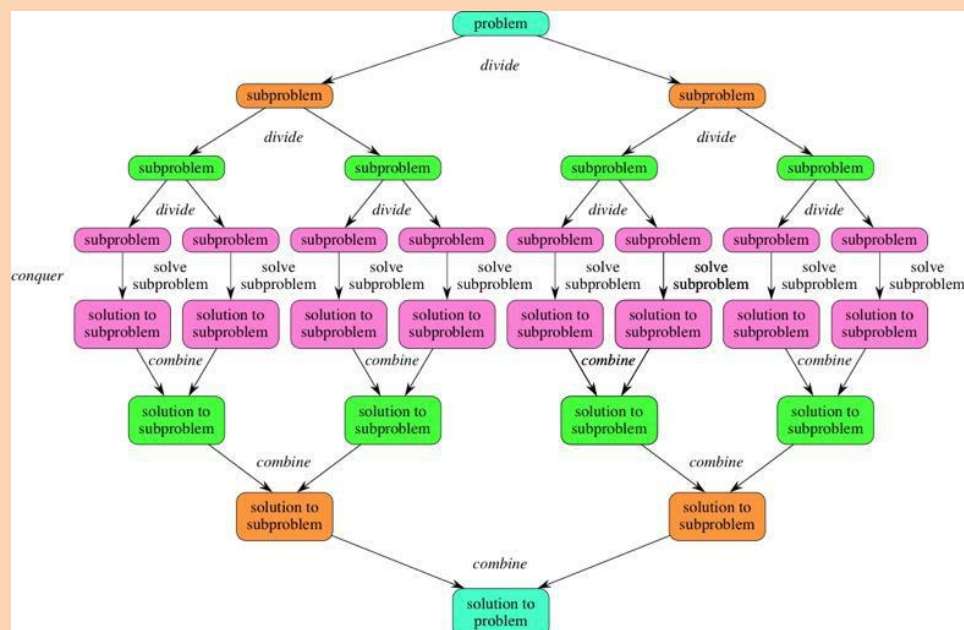 problem
divide
subproblem subproblem
divide divide
subproblem subproblem subproblem subproblem
divide divide divide divide
subproblem subproblem subproblem subproblem subproblem subproblem subproblem subproblem
conquer
solve subproblem
solve subproblem
solve subproblem
solve subproblem
solve subproblem
solve subproblem
solve subproblem
solve subproblem
solution to subproblem
solution to subproblem
solution to subproblem
solution to subproblem
solution to subproblem
solution to subproblem
solution to subproblem
solution to subproblem
combine combine combine combine
solution to subproblem
solution to subproblem
solution to subproblem
solution to subproblem
combine combine
solution to subproblem
solution to subproblem
combine
solution to
problem